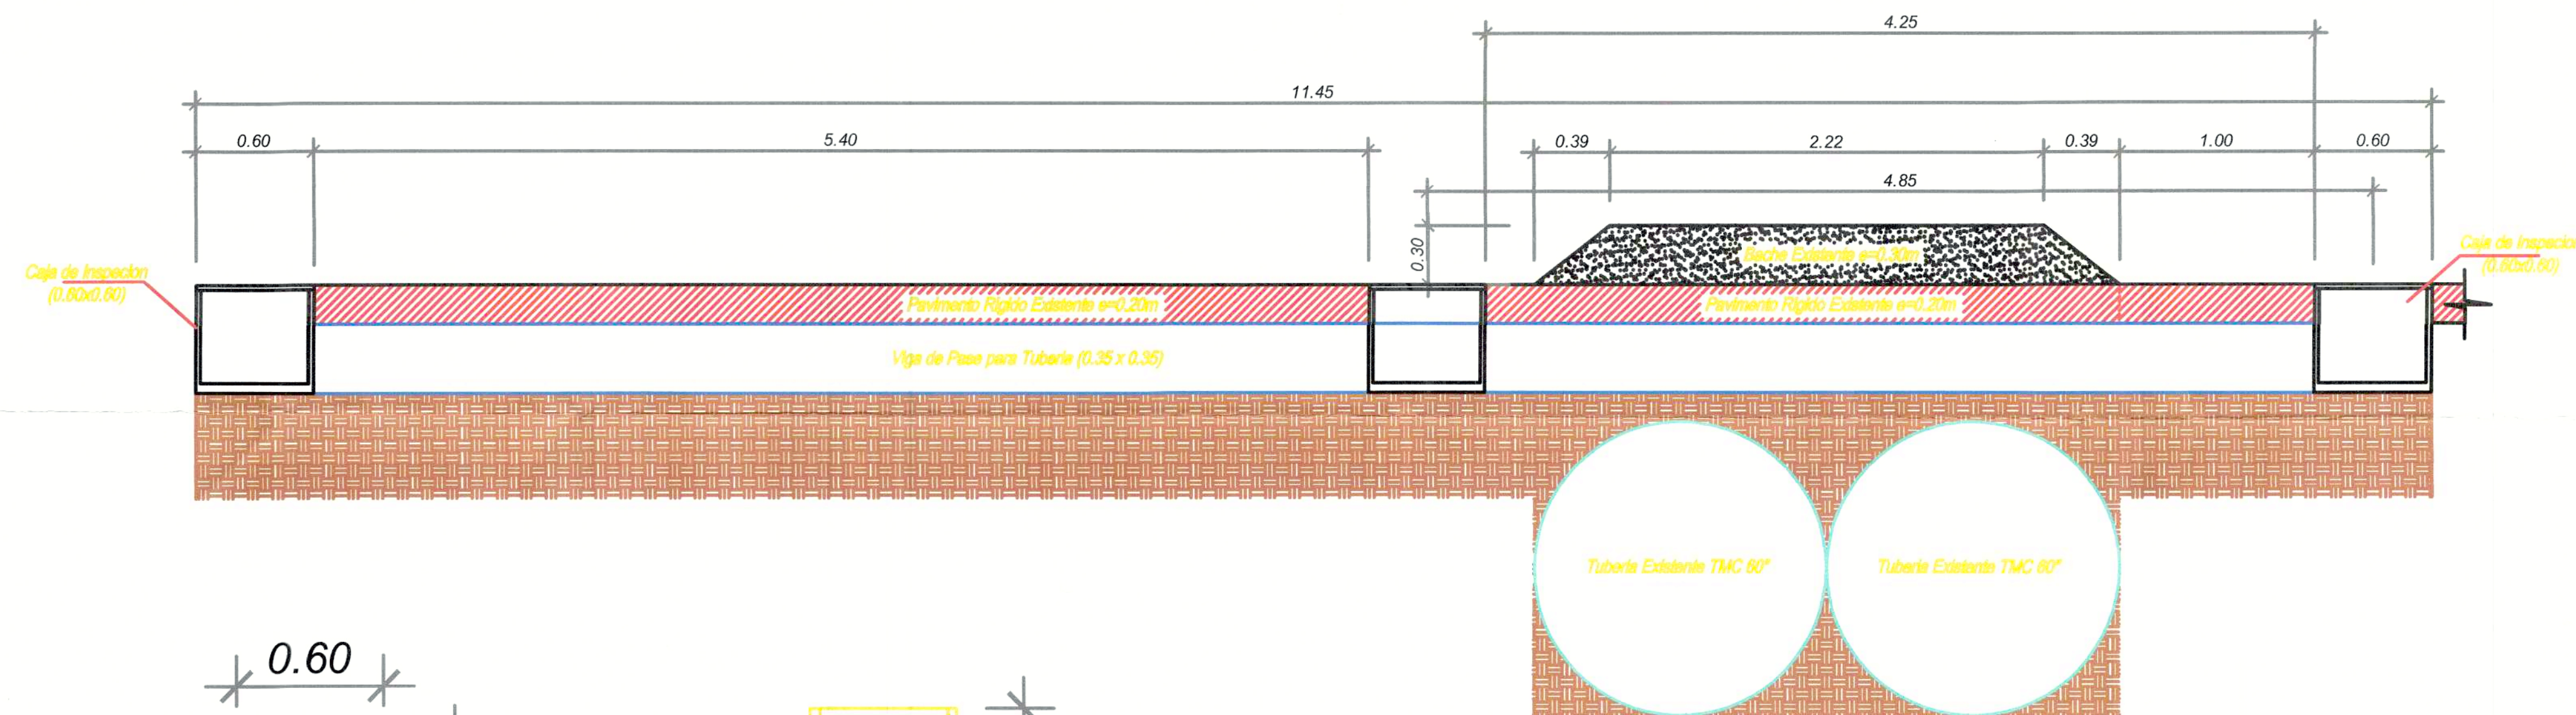 4.25
11.45
0.60
5.40
0.39
2.22
0.39
1.00
0.60
4.85
0.30
Caja de Inspecion
(0.60x0.60)
Bache Existente e=0.30m
Caja de Inspecion
(0.60x0.60)
Pavimento Rigido Existente e=0.20m
Pavimento Rigido Existente e=0.20m
Viga de Pase para Tuberia (0.35 x 0.35)
Tuberia Existente TMC 60"
Tuberia Existente TMC 60"
0.60